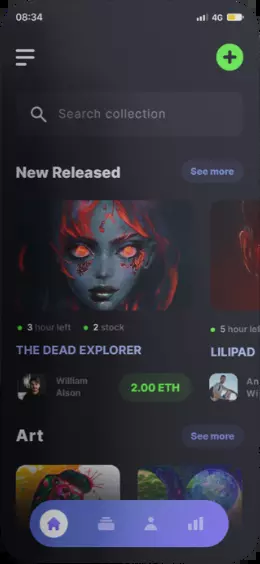 08:34
4G
Search collection
New Released
See more
3 hour left
2 stock
5 hour lef
THE DEAD EXPLORER
LILIPAD
William
Alson
2.00 ETH
An
Wi
Art
See more